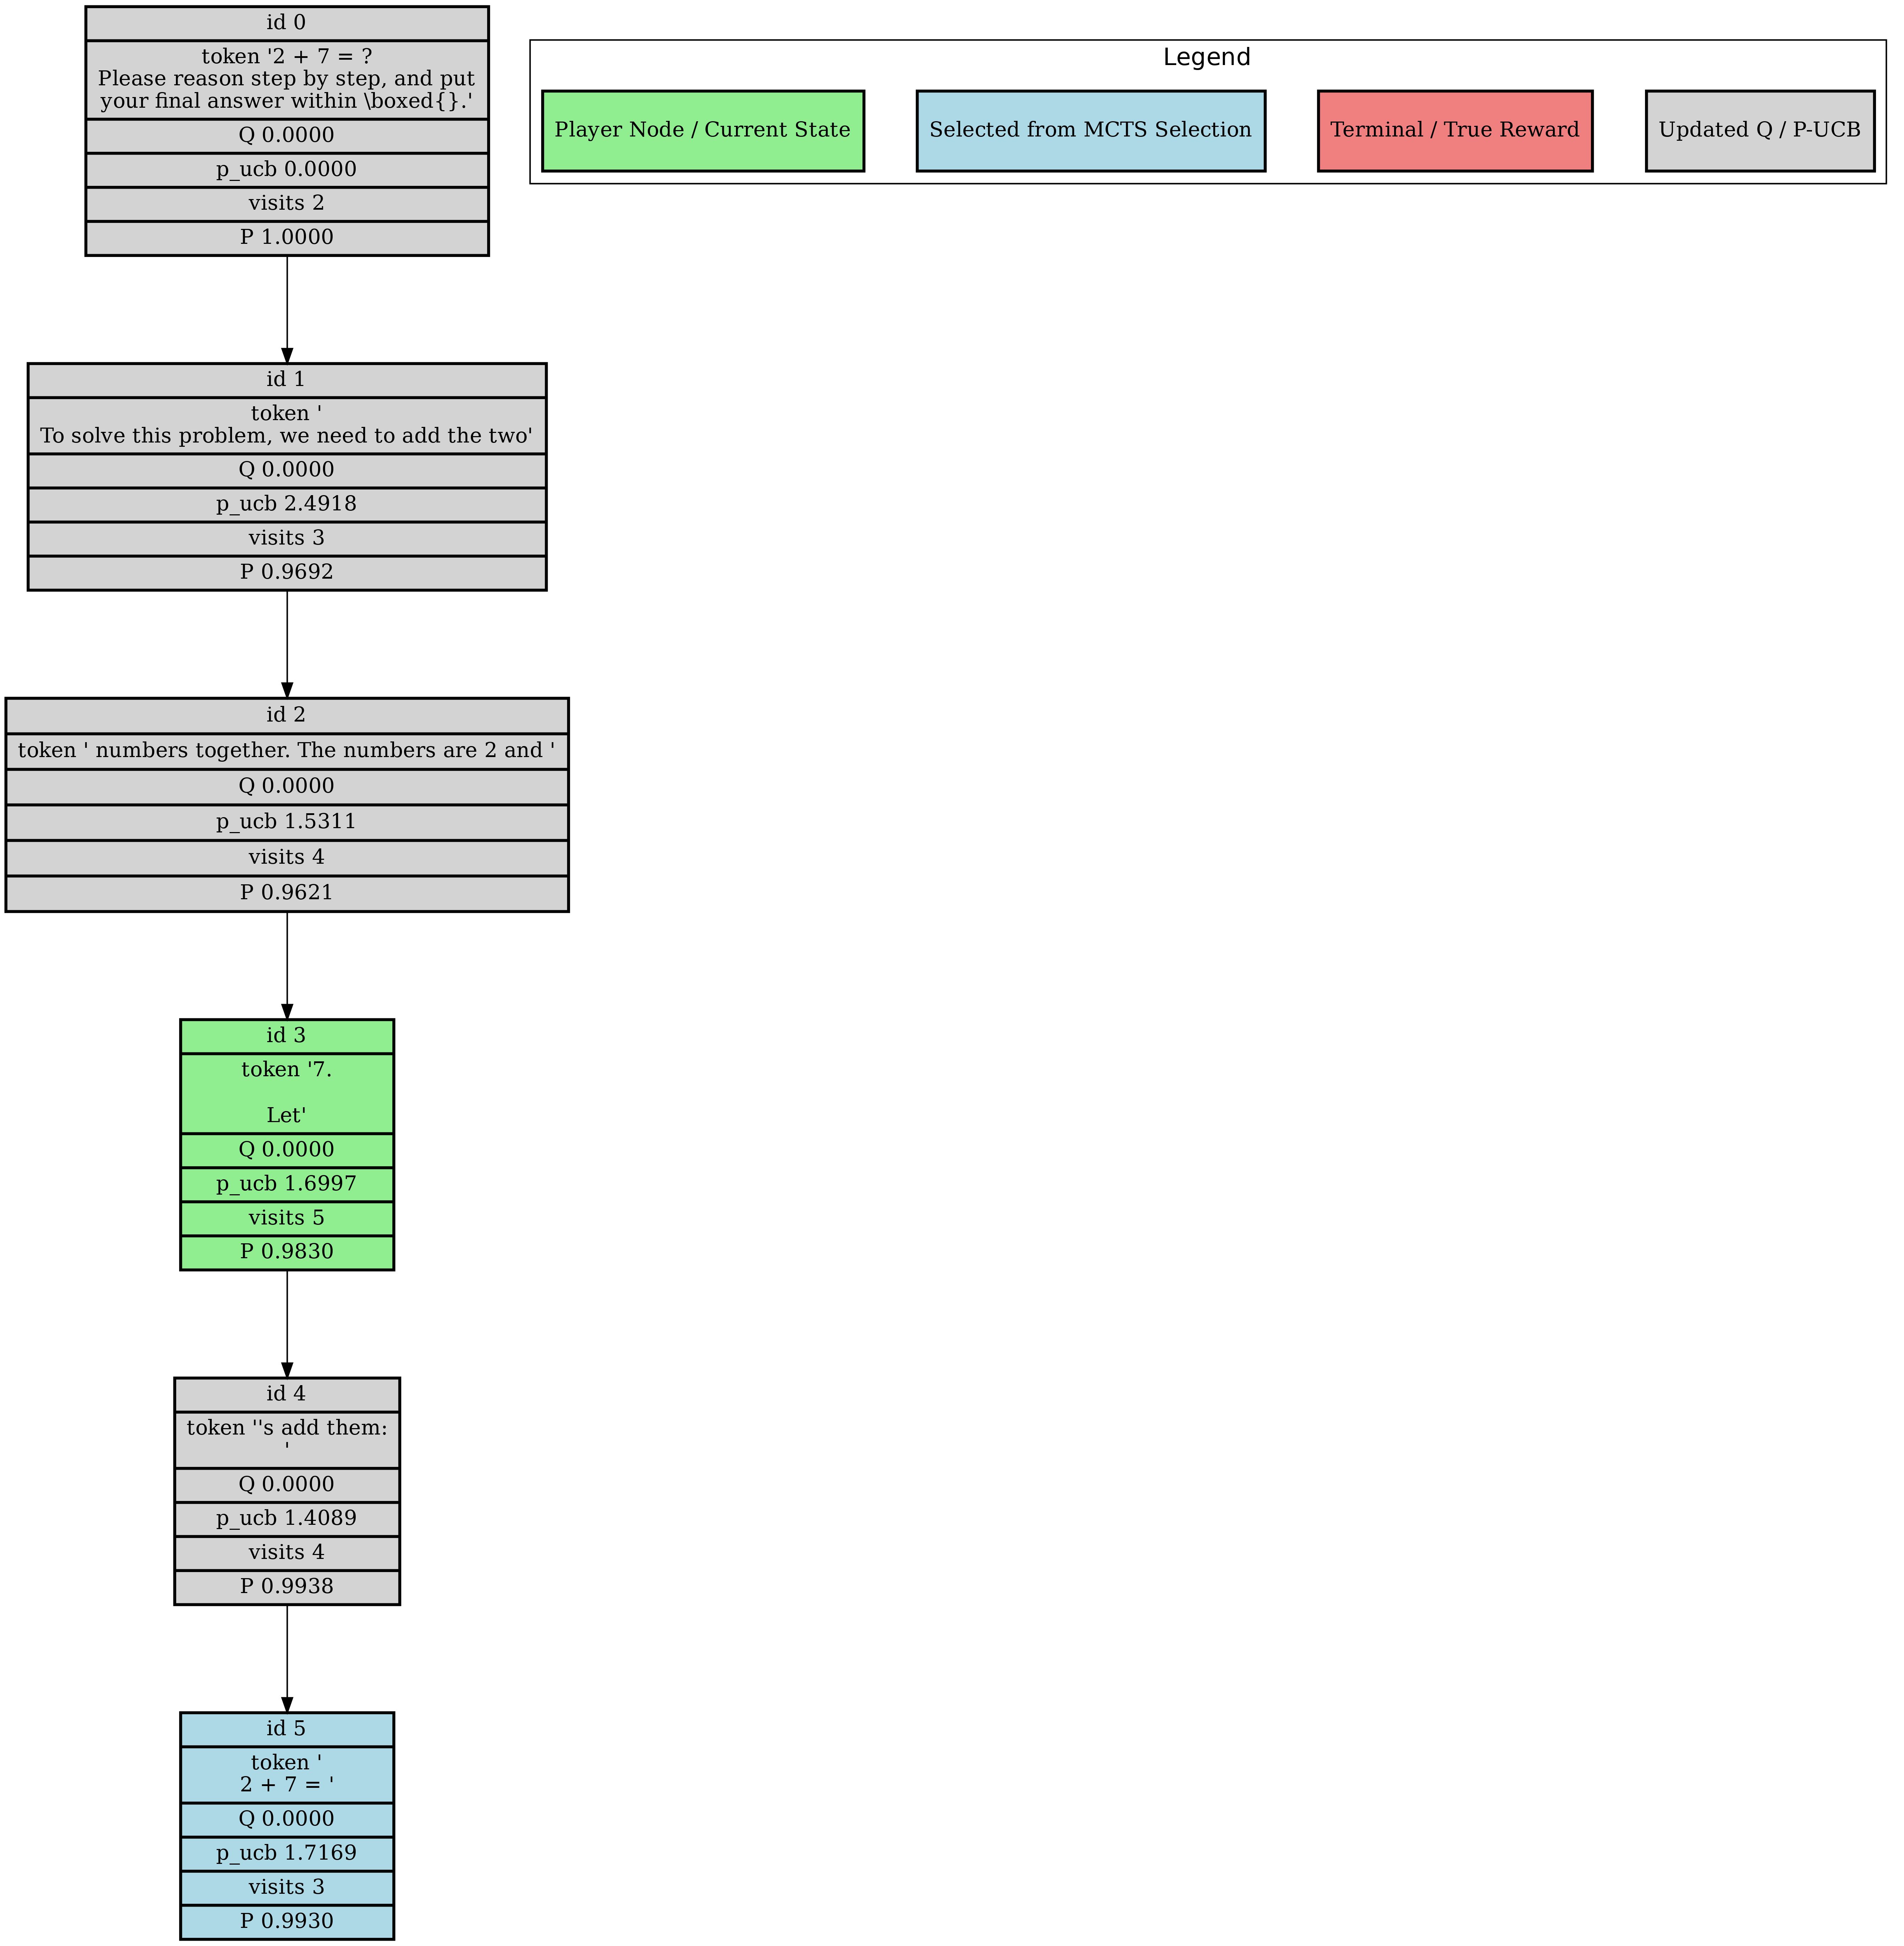 id 0
token '2 + 7 = ?
Please reason step by step, and put
your final answer within \boxed{}.'
Q 0.0000
p_ucb 0.0000
visits 2
P 1.0000
Legend
Player Node / Current State
Selected from MCTS Selection
Terminal / True Reward
Updated Q / P-UCB
id 1
token '
To solve this problem, we need to add the two'
Q 0.0000
p_ucb 2.4918
visits 3
P 0.9692
id 2
token ' numbers together. The numbers are 2 and '
Q 0.0000
p_ucb 1.5311
visits 4
P 0.9621
id 3
token '7.
Let'
Q 0.0000
p_ucb 1.6997
visits 5
P 0.9830
id 4
token ''s add them:
'
Q 0.0000
p_ucb 1.4089
visits 4
P 0.9938
id 5
token '
2 + 7 = '
Q 0.0000
p_ucb 1.7169
visits 3
P 0.9930